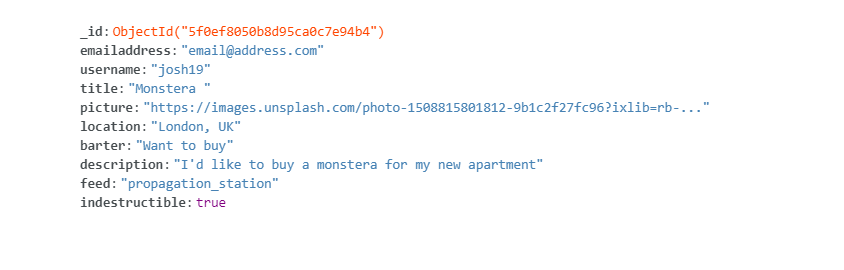 _id: ObjectId("5f0ef8050b8d95ca0c7e94b4")
emailaddress: "email@address.com"
username: "josh19"
title: "Monstera "
picture: "https://images.unsplash.com/photo-1508815801812-9b1c2f27fc96?ixlib=rb-..."
location: "London, UK"
barter: "Want to buy"
description: "I'd like to buy a monstera for my new apartment"
feed: "propagation_station"
indestructible: true